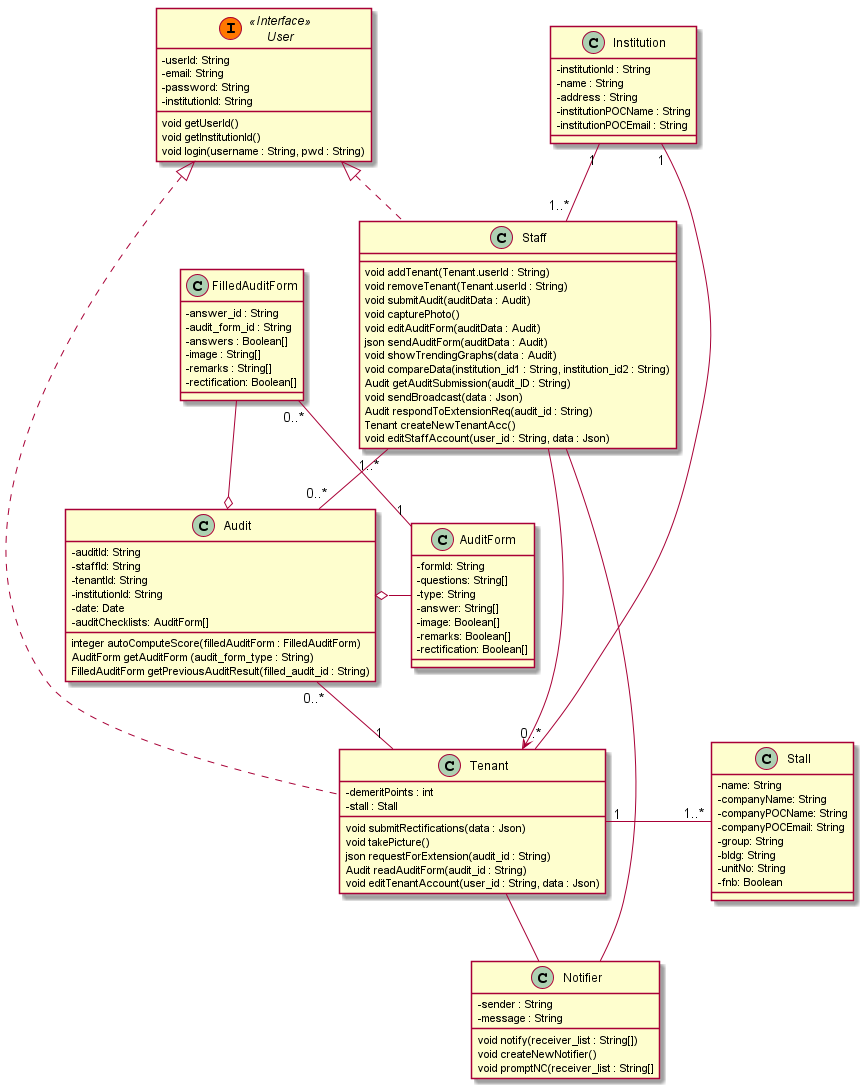 I
«Interface»
User
-userId: String
-email: String
-password: String
-institutionId: String
void getUserId()
void getInstitutionId()
void login(username : String, pwd : String)
C Institution
-institutionId : String
-name : String
-address : String
-institutionPOCName : String
-institutionPOCEmail : String
1
1
1..*
C Staff
void addTenant(Tenant.userId : String)
void removeTenant(Tenant.userId : String)
void submitAudit(auditData : Audit)
void capturePhoto()
void editAuditForm(auditData : Audit)
json sendAuditForm(auditData : Audit)
void showTrendingGraphs(data : Audit)
void compareData(institution_id1 : String, institution_id2 : String)
Audit getAuditSubmission(audit_ID : String)
void sendBroadcast(data : Json)
Audit respondToExtensionReq(audit_id : String)
Tenant createNewTenantAcc()
void editStaffAccount(user_id : String, data : Json)
C FilledAuditForm
-answer_id : String
-audit_form_id : String
-answers : Boolean[]
-image : String[]
-remarks : String[]
-rectification: Boolean[]
0..*
1..*
0..*
1
C Audit
-auditId: String
-staffId: String
-tenantId: String
-institutionId: String
-date: Date
-auditChecklists: AuditForm[]
integer autoComputeScore(filledAuditForm : FilledAuditForm)
AuditForm getAuditForm (audit_form_type : String)
FilledAuditForm getPreviousAuditResult(filled_audit_id : String)
C AuditForm
-formId: String
-questions: String[]
-type: String
-answer: String[]
-image: Boolean[]
-remarks: Boolean[]
-rectification: Boolean[]
0..*
1
0..*
C Tenant
-demeritPoints : int
-stall : Stall
void submitRectifications(data : Json)
void takePicture()
json requestForExtension(audit_id : String)
Audit readAuditForm(audit_id : String)
void editTenantAccount(user_id : String, data : Json)
1
1..*
C Stall
-name: String
-companyName: String
-companyPOCName: String
-companyPOCEmail: String
-group: String
-bldg: String
-unitNo: String
-fnb: Boolean
C Notifier
-sender : String
-message : String
void notify(receiver_list : String[])
void createNewNotifier()
void promptNC(receiver_list : String[]